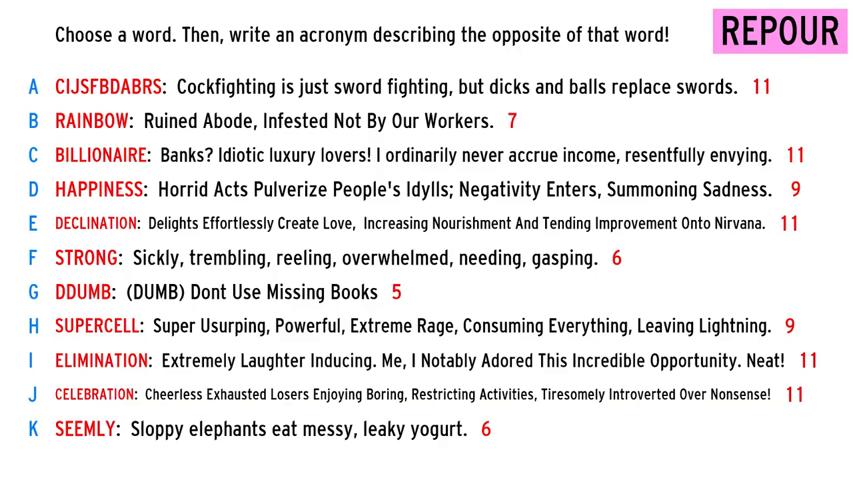 Choose a word. Then, write an acronym describing the opposite of that word!
REPOUR
A CIJSFBDABRS: Cockfighting is just sword fighting, but dicks and balls replace swords. 11
B RAINBOW: Ruined Abode, Infested Not By Our Workers. 7
C BILLIONAIRE: Banks? Idiotic luxury lovers! I ordinarily never accrue income, resentfully envying. 11
D HAPPINESS: Horrid Acts Pulverize People's Idylls; Negativity Enters, Summoning Sadness. 9
E DECLINATION: Delights Effortlessly Create Love, Increasing Nourishment And Tending Improvement Onto Nirvana. 11
F STRONG: Sickly, trembling, reeling, overwhelmed, needing, gasping. 6
G DDUMB: (DUMB) Dont Use Missing Books 5
H SUPERCELL: Super Usurping, Powerful, Extreme Rage, Consuming Everything, Leaving Lightning. 9
I ELIMINATION: Extremely Laughter Inducing. Me, I Notably Adored This Incredible Opportunity. Neat! 11
J CELEBRATION: Cheerless Exhausted Losers Enjoying Boring, Restricting Activities, Tiresomely Introverted Over Nonsense! 11
K SEEMLY: Sloppy elephants eat messy, leaky yogurt. 6